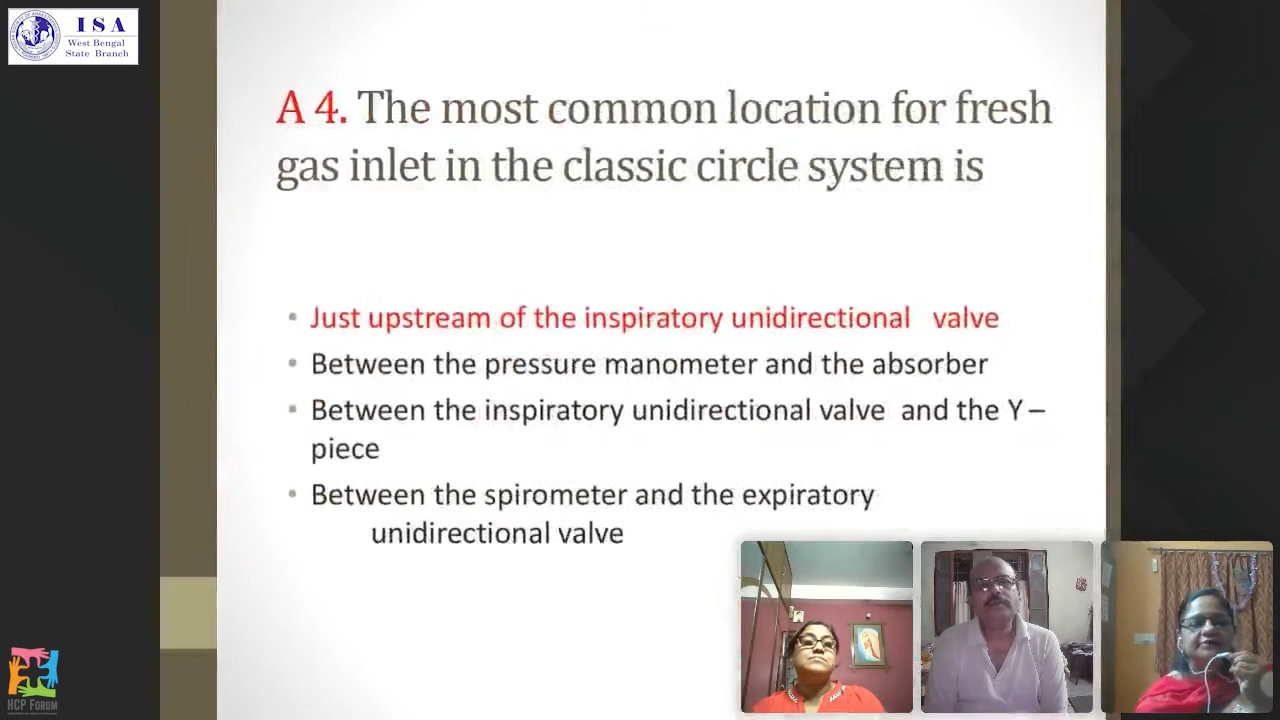 I S A
West Bengal
State Branch
A 4. The most common location for fresh
gas inlet in the classic circle system is
• Just upstream of the inspiratory unidirectional valve
• Between the pressure manometer and the absorber
• Between the inspiratory unidirectional valve and the Y –
piece
• Between the spirometer and the expiratory
unidirectional valve
HCP FORUM